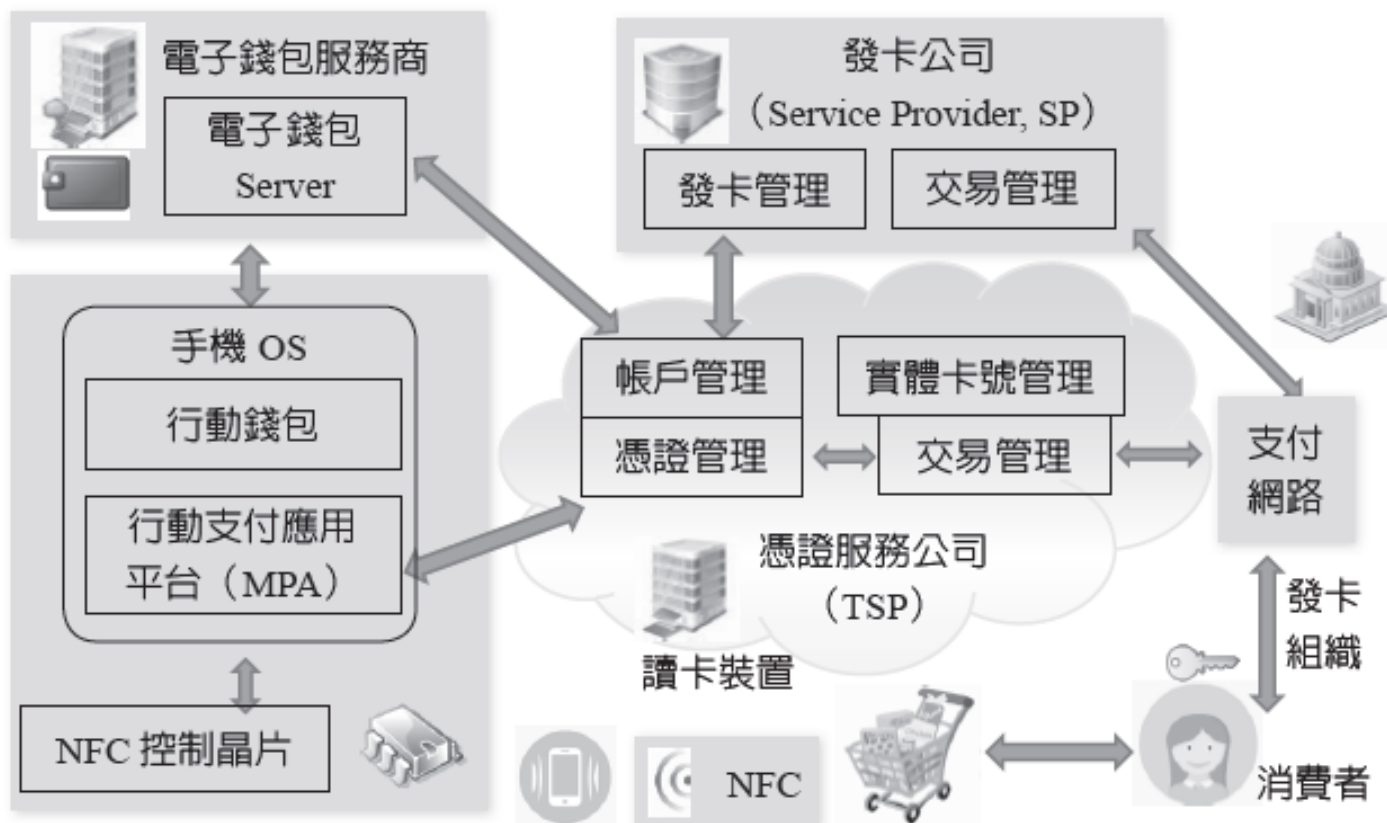 電子錢包服務商
電子錢包
Server
發卡公司
（Service Provider, SP）
發卡管理
交易管理
手機 OS
行動錢包
行動支付應用
平台（MPA）
NFC 控制晶片
帳戶管理
憑證管理
實體卡號管理
交易管理
憑證服務公司
（TSP）
讀卡裝置
支付
網路
發卡
組織
NFC
消費者